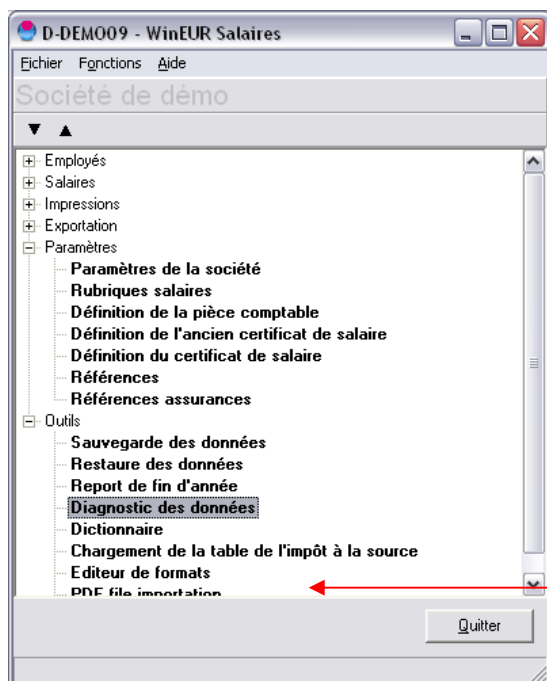 D-DEMO09 - WinEUR Salaires
Fichier Fonctions Aide
Société de démo
Employés
Salaires
Impressions
Exportation
Paramètres
Paramètres de la société
Rubriques salaires
Définition de la pièce comptable
Définition de l'ancien certificat de salaire
Définition du certificat de salaire
Références
Références assurances
Outils
Sauvegarde des données
Restaure des données
Report de fin d'année
Diagnostic des données
Dictionnaire
Chargement de la table de l'impôt à la source
Editeur de formats
PDF file importation
Quitter